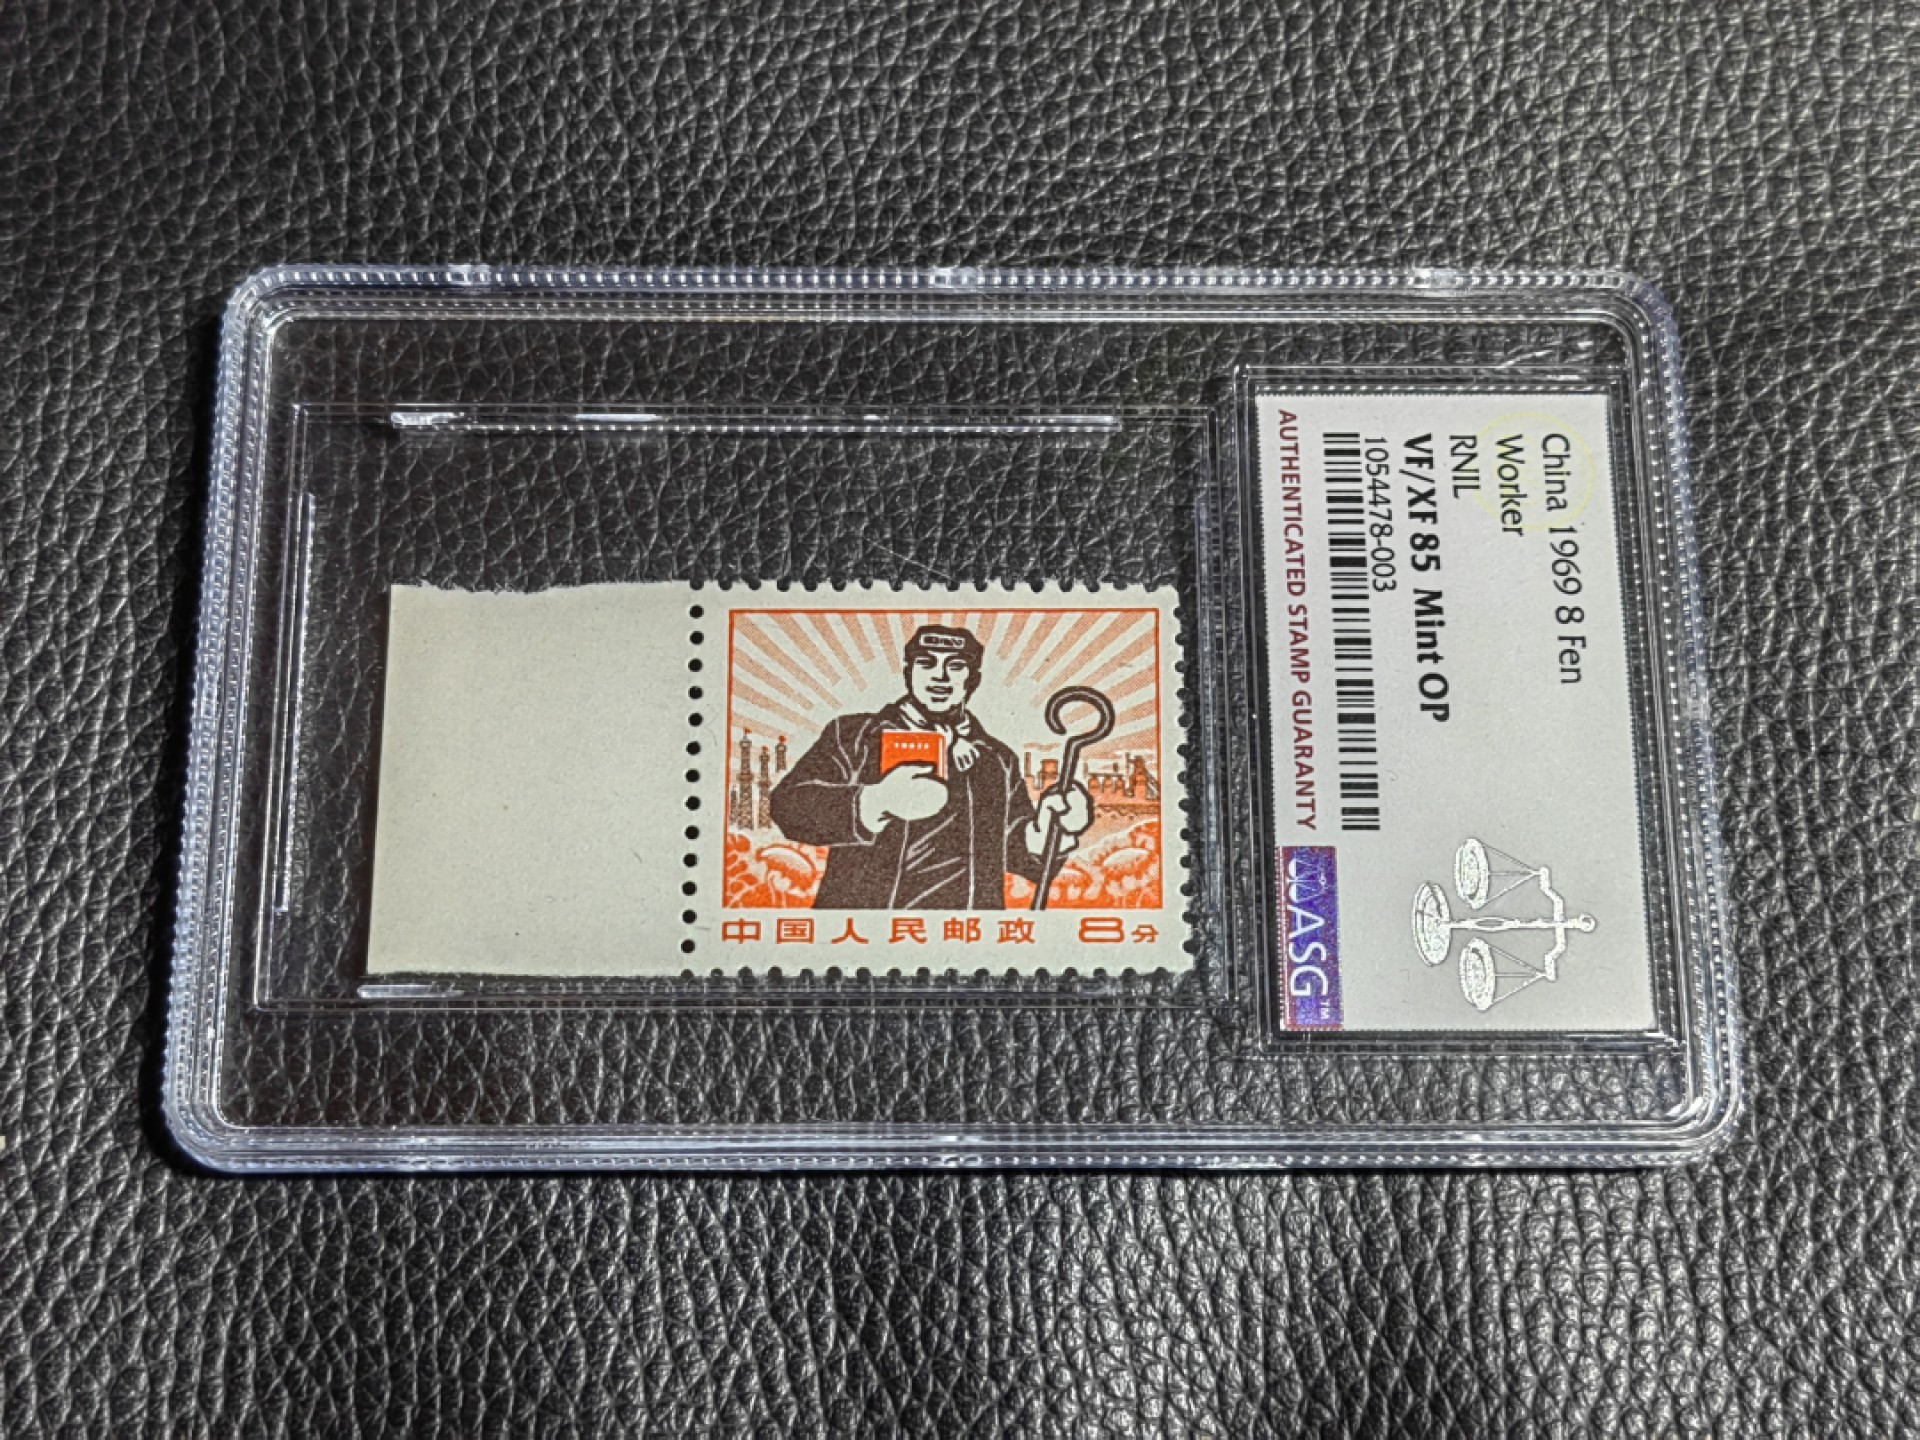 中国人民邮政 8分
China 1969 8 Fen
Worker
RNIL
VF/XF 85 Mint OP
1054478-003
AUTHENTICATED STAMP GUARANTY
ASG™